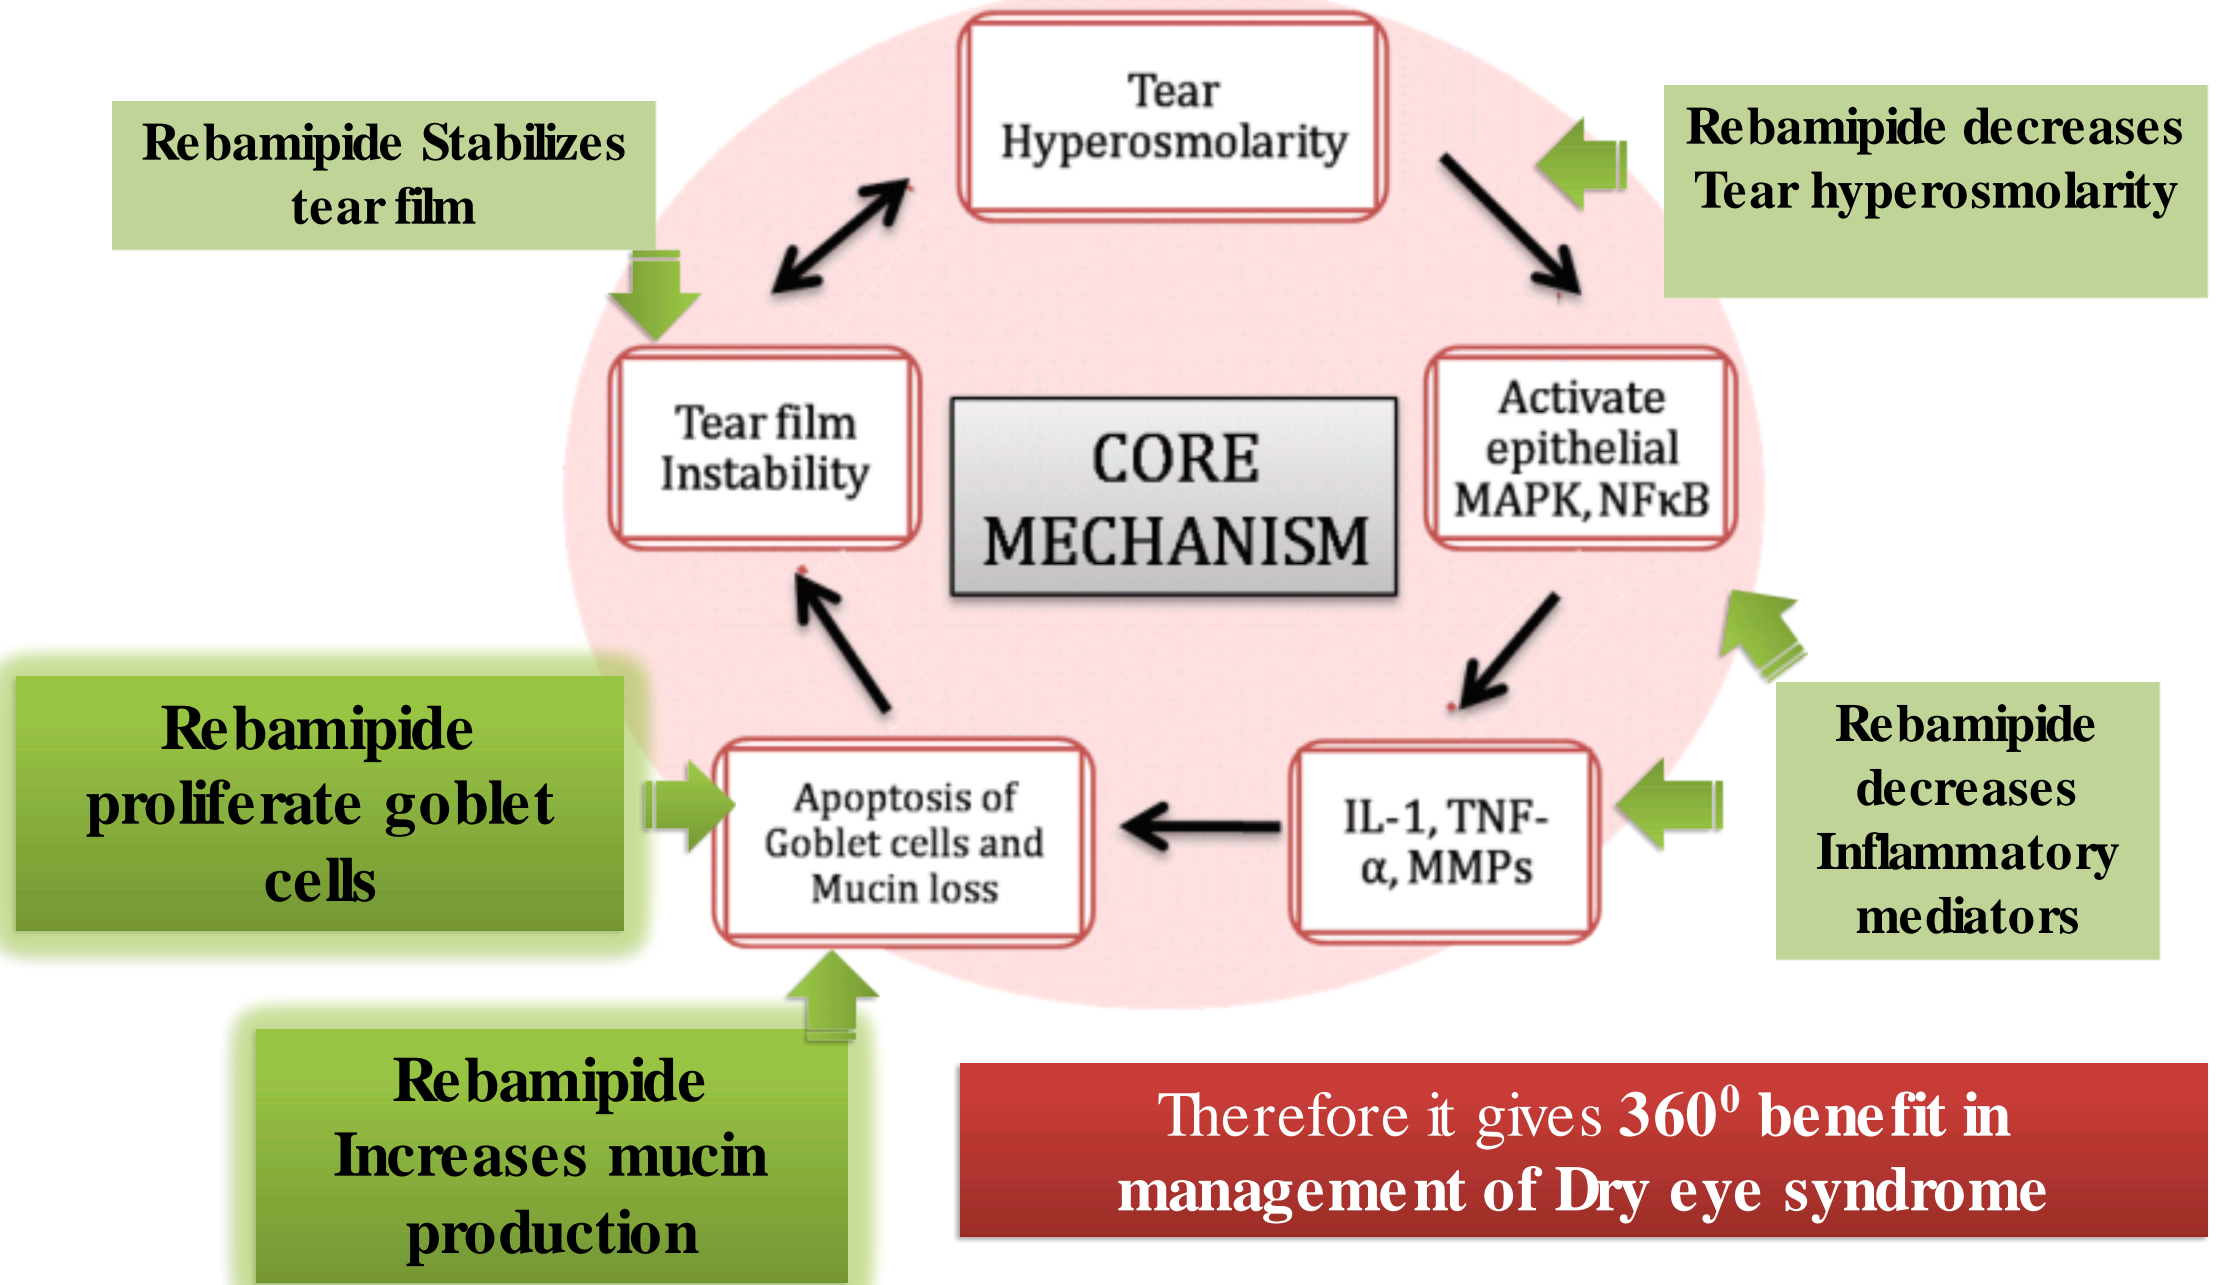 Tear
Hyperosmolarity
Rebamipide Stabilizes
tear film
Rebamipide decreases
Tear hyperosmolarity
Tear film
Instability
CORE
MECHANISM
Activate
epithelial
MAPK, NFκB
Rebamipide
proliferate goblet
cells
Apoptosis of
Goblet cells and
Mucin loss
IL-1, TNF-
α, MMPs
Rebamipide
decreases
Inflammatory
mediators
Rebamipide
Increases mucin
production
Therefore it gives 360⁰ benefit in
management of Dry eye syndrome